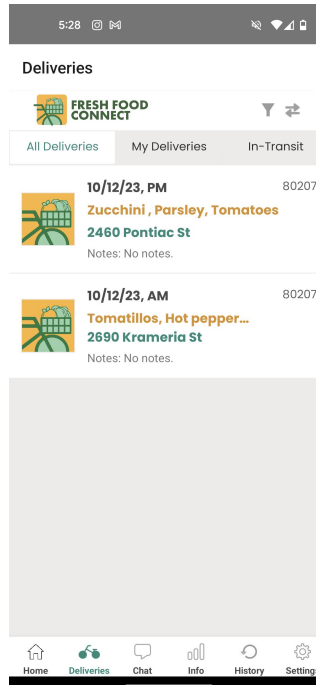 5:28
Deliveries
FRESH FOOD
CONNECT
All Deliveries My Deliveries In-Transit
10/12/23, PM 80207
Zucchini , Parsley, Tomatoes
2460 Pontiac St
Notes: No notes.
10/12/23, AM 80207
Tomatillos, Hot pepper...
2690 Krameria St
Notes: No notes.
Home Deliveries Chat Info History Setting